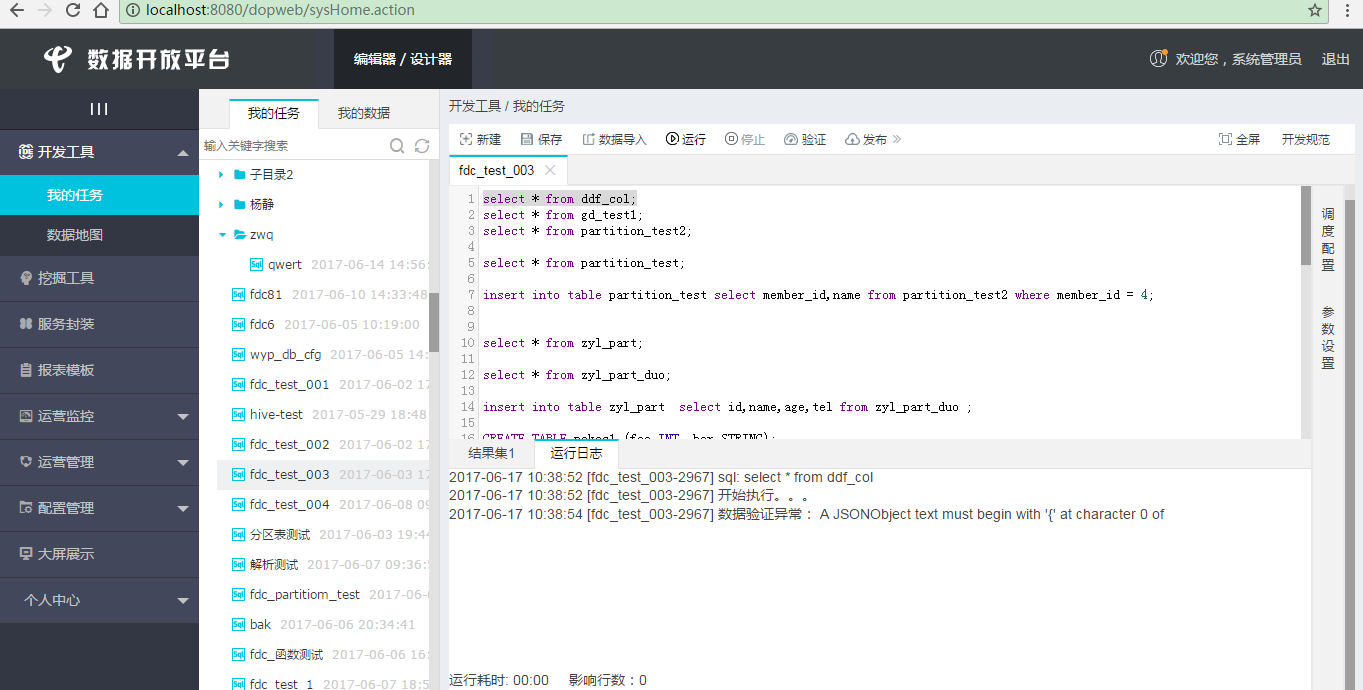 localhost:8080/dopweb/sysHome.action
数据开放平台
编辑器 / 设计器
欢迎您，系统管理员
退出
开发工具
我的任务
数据地图
挖掘工具
服务封装
报表模板
运营监控
运营管理
配置管理
大屏展示
个人中心
我的任务
我的数据
输入关键字搜索
子目录2
杨静
zwq
qwert 2017-06-14 14:56:
fdc81 2017-06-10 14:33:48
fdc6 2017-06-05 10:19:00
wyp_db_cfg 2017-06-05 14:
fdc_test_001 2017-06-02 17
hive-test 2017-05-29 18:48
fdc_test_002 2017-06-02 17
fdc_test_003 2017-06-03 17
fdc_test_004 2017-06-08 09
分区表测试 2017-06-03 19:44
解析测试 2017-06-07 09:36:
fdc_partitiom_test 2017-06-
bak 2017-06-06 20:34:41
fdc_函数测试 2017-06-06 16:
fdc_test_1 2017-06-07 18:5
开发工具 / 我的任务
新建 保存 数据导入 运行 停止 验证 发布 全屏 开发规范
fdc_test_003
1 select * from ddf_col;
2 select * from gd_test1;
3 select * from partition_test2;
4
5 select * from partition_test;
6
7 insert into table partition_test select member_id,name from partition_test2 where member_id = 4;
8
9
10 select * from zyl_part;
11
12 select * from zyl_part_duo;
13
14 insert into table zyl_part  select id,name,age,tel from zyl_part_duo ;
15
16 CREATE TABLE pokes1 (foo INT, bar STRING);
调度配置
参数设置
结果集1
运行日志
2017-06-17 10:38:52 [fdc_test_003-2967] sql: select * from ddf_col
2017-06-17 10:38:52 [fdc_test_003-2967] 开始执行。。。
2017-06-17 10:38:54 [fdc_test_003-2967] 数据验证异常： A JSONObject text must begin with '{' at character 0 of
运行耗时: 00:00 影响行数：0